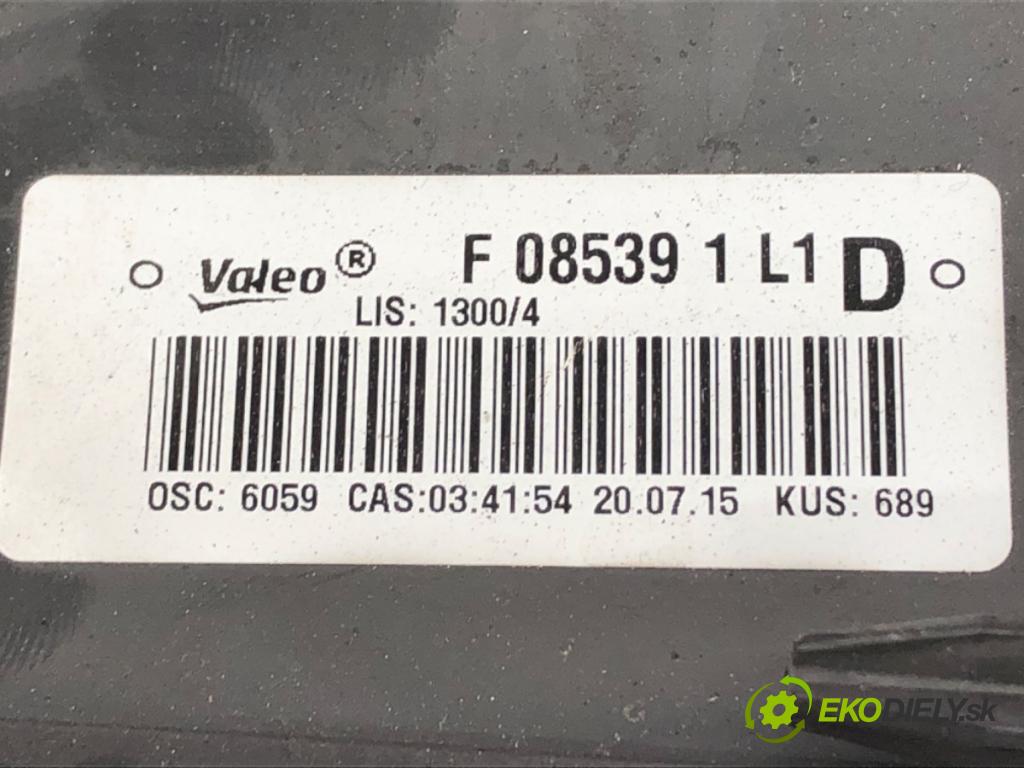 Valeo® F 08539 1 L1 D
LIS: 1300/4
OSC: 6059 CAS:03:41:54 20.07.15 KUS: 689
EKODIELY.sk